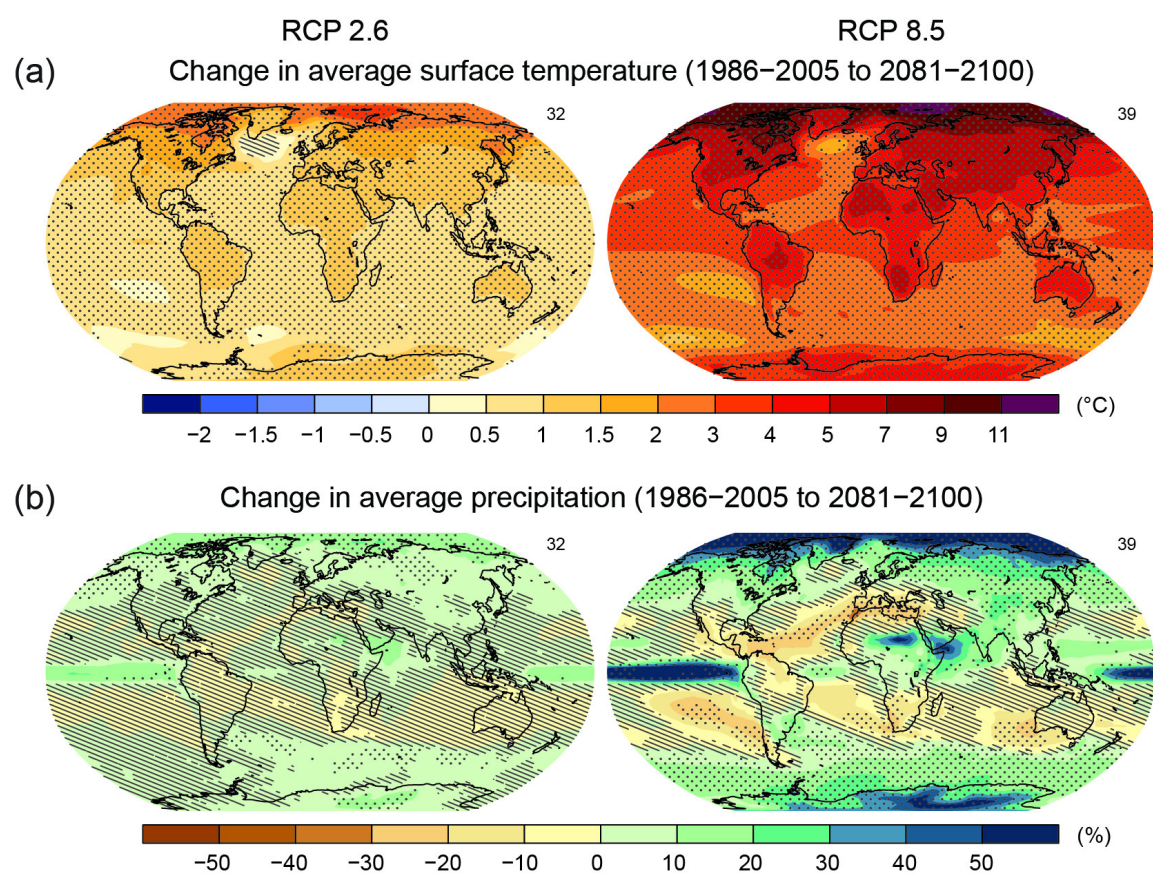 RCP 2.6 RCP 8.5
(a) Change in average surface temperature (1986−2005 to 2081−2100)
32 39
−2 −1.5 −1 −0.5 0 0.5 1 1.5 2 3 4 5 7 9 11 (°C)
(b) Change in average precipitation (1986−2005 to 2081−2100)
32 39
−50 −40 −30 −20 −10 0 10 20 30 40 50 (%)